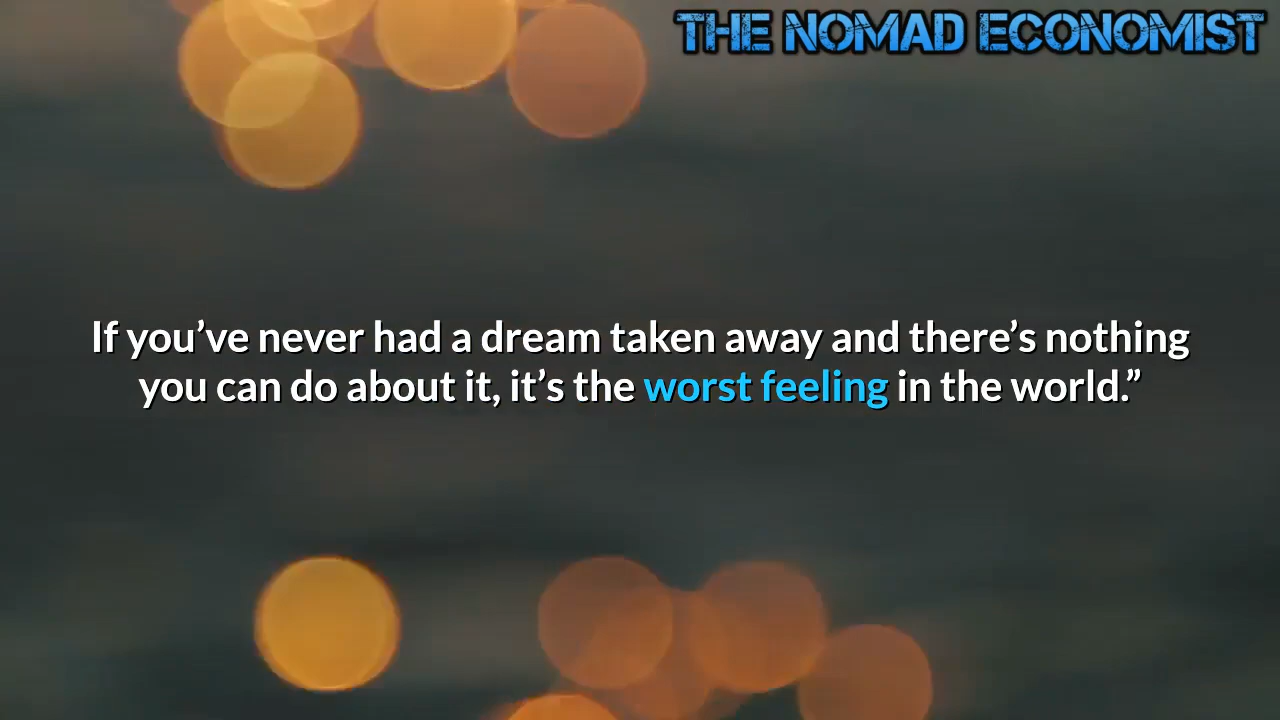 THE NOMAD ECONOMIST
If you’ve never had a dream taken away and there’s nothing
you can do about it, it’s the worst feeling in the world.”